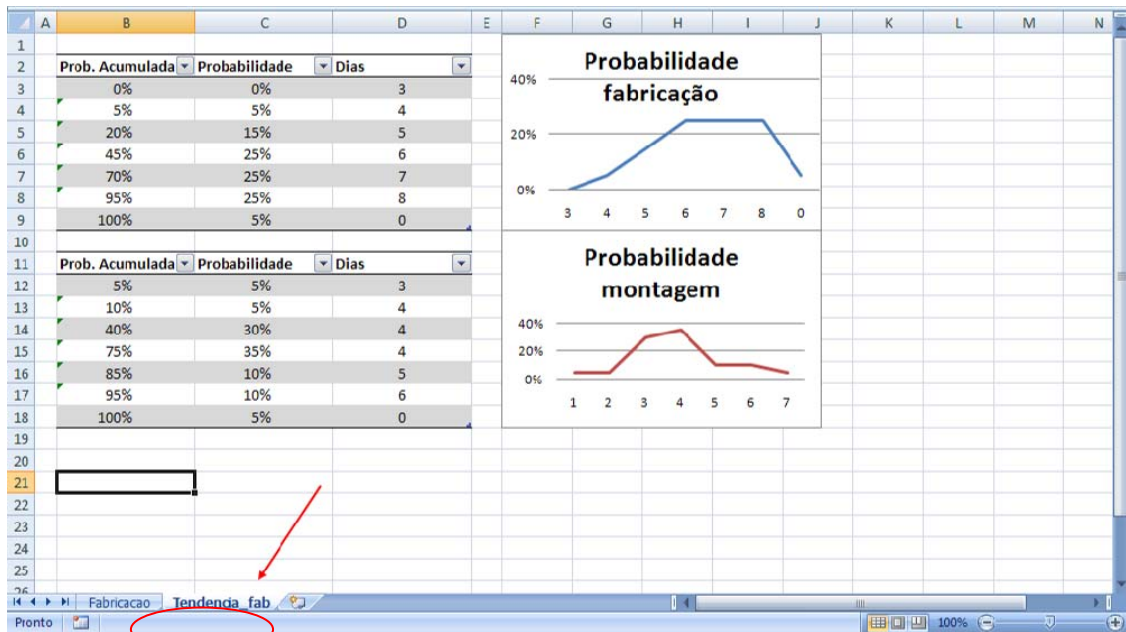 A B C D E F G H I J K L M N
1
2 Prob. Acumulada Probabilidade Dias
3 0% 0% 3
4 5% 5% 4
5 20% 15% 5
6 45% 25% 6
7 70% 25% 7
8 95% 25% 8
9 100% 5% 0
10
11 Prob. Acumulada Probabilidade Dias
12 5% 5% 3
13 10% 5% 4
14 40% 30% 4
15 75% 35% 4
16 85% 10% 5
17 95% 10% 6
18 100% 5% 0
19
20
21
22
23
24
25
26
Probabilidade
fabricação
40%
20%
0%
3 4 5 6 7 8 0
Probabilidade
montagem
40%
20%
0%
1 2 3 4 5 6 7
Fabricacao Tendencia_fab
Pronto 100%